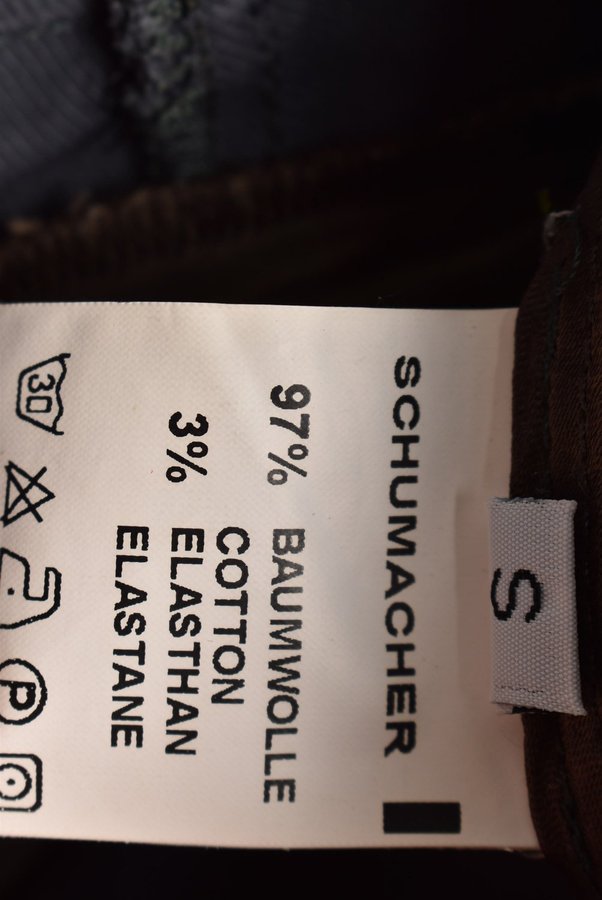 S
SCHUMACHER
97% BAUMWOLLE
COTTON
3% ELASTHAN
ELASTANE
30
P